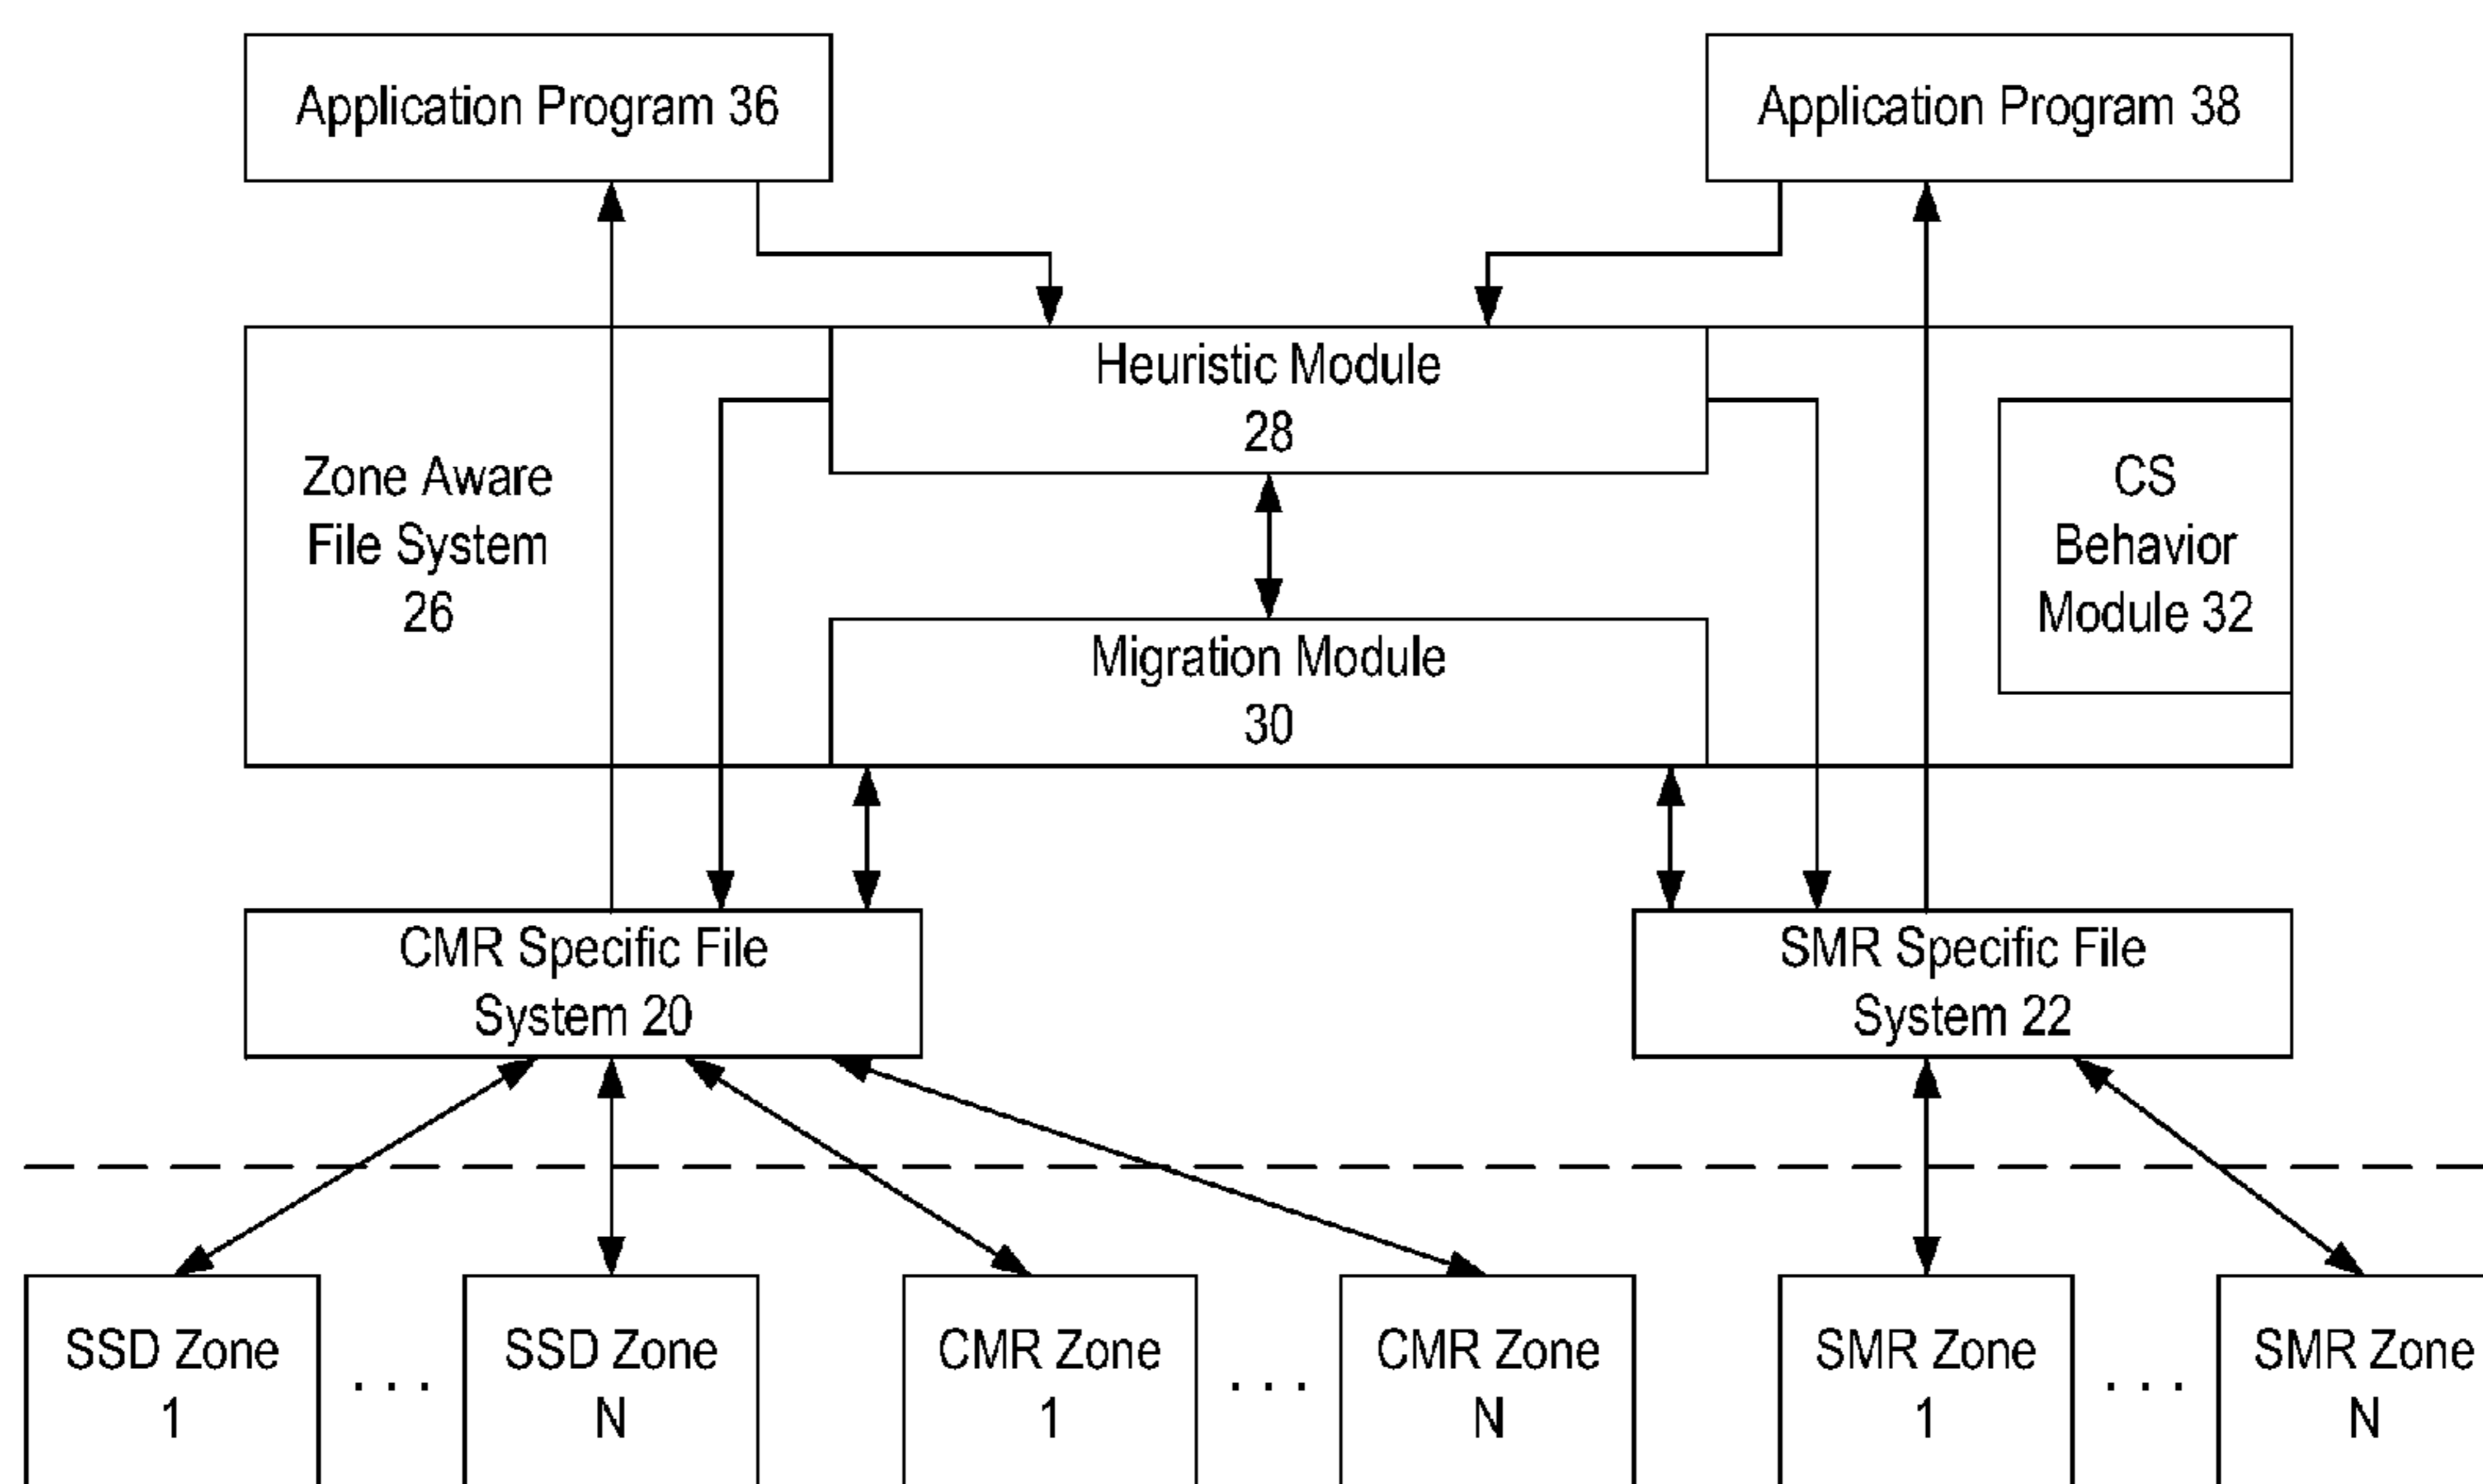 Application Program 36
Application Program 38
Heuristic Module
28
Zone Aware
File System
26
CS
Behavior
Module 32
Migration Module
30
CMR Specific File
System 20
SMR Specific File
System 22
SSD Zone
1
. . .
SSD Zone
N
CMR Zone
1
. . .
CMR Zone
N
SMR Zone
1
. . .
SMR Zone
N